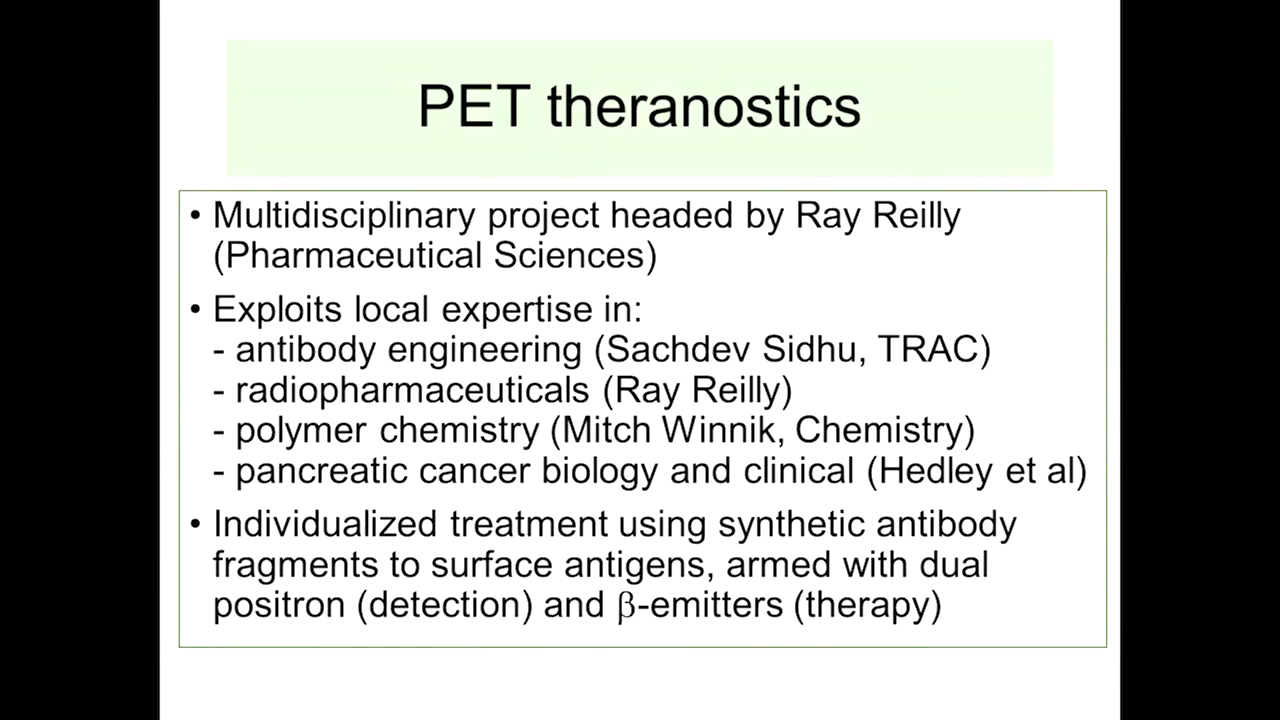 PET theranostics
• Multidisciplinary project headed by Ray Reilly
(Pharmaceutical Sciences)
• Exploits local expertise in:
- antibody engineering (Sachdev Sidhu, TRAC)
- radiopharmaceuticals (Ray Reilly)
- polymer chemistry (Mitch Winnik, Chemistry)
- pancreatic cancer biology and clinical (Hedley et al)
• Individualized treatment using synthetic antibody
fragments to surface antigens, armed with dual
positron (detection) and β-emitters (therapy)